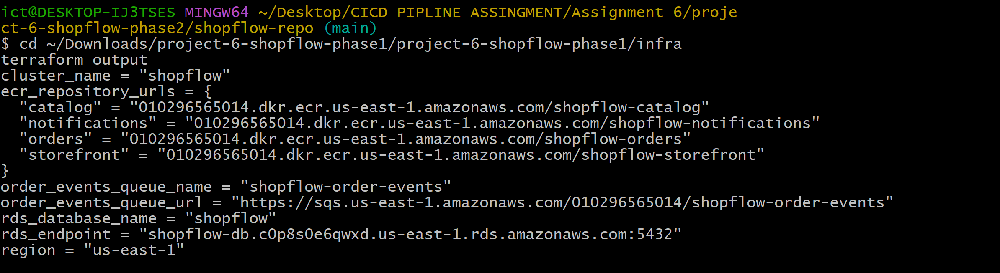 ict@DESKTOP-IJ3TSES MINGW64 ~/Desktop/CICD PIPLINE ASSINGMENT/Assignment 6/proje
ct-6-shopflow-phase2/shopflow-repo (main)
$ cd ~/Downloads/project-6-shopflow-phase1/project-6-shopflow-phase1/infra
terraform output
cluster_name = "shopflow"
ecr_repository_urls = {
  "catalog" = "010296565014.dkr.ecr.us-east-1.amazonaws.com/shopflow-catalog"
  "notifications" = "010296565014.dkr.ecr.us-east-1.amazonaws.com/shopflow-notifications"
  "orders" = "010296565014.dkr.ecr.us-east-1.amazonaws.com/shopflow-orders"
  "storefront" = "010296565014.dkr.ecr.us-east-1.amazonaws.com/shopflow-storefront"
}
order_events_queue_name = "shopflow-order-events"
order_events_queue_url = "https://sqs.us-east-1.amazonaws.com/010296565014/shopflow-order-events"
rds_database_name = "shopflow"
rds_endpoint = "shopflow-db.c0p8s0e6qwxd.us-east-1.rds.amazonaws.com:5432"
region = "us-east-1"